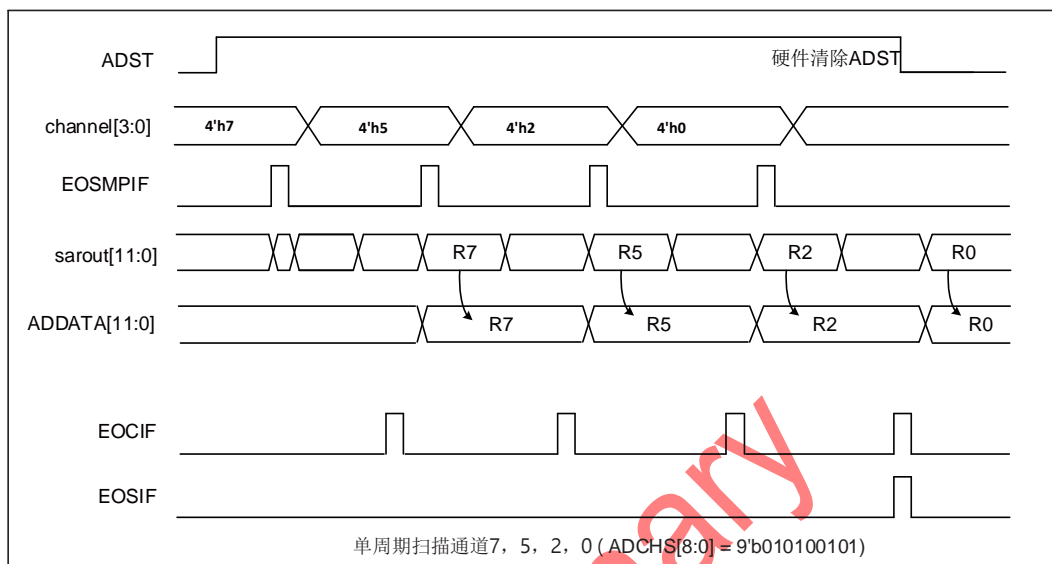 ADST
硬件清除ADST
channel[3:0]
4'h7
4'h5
4'h2
4'h0
EOSMPIF
sarout[11:0]
R7
R5
R2
R0
ADDATA[11:0]
R7
R5
R2
R0
EOCIF
EOSIF
单周期扫描通道7，5，2，0 ( ADCHS[8:0] = 9'b010100101)